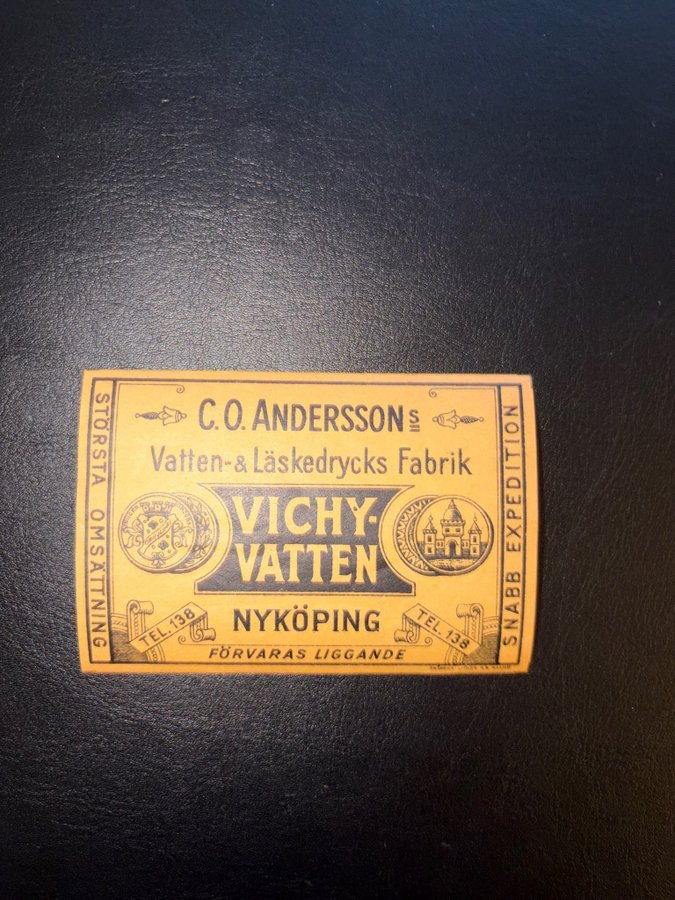 C.O. ANDERSSONS
Vatten- & Läskedrycks Fabrik
VICHY-
VATTEN
NYKÖPING
TEL. 138
TEL. 138
FÖRVARAS LIGGANDE
STÖRSTA OMSÄTTNING
SNABB EXPEDITION